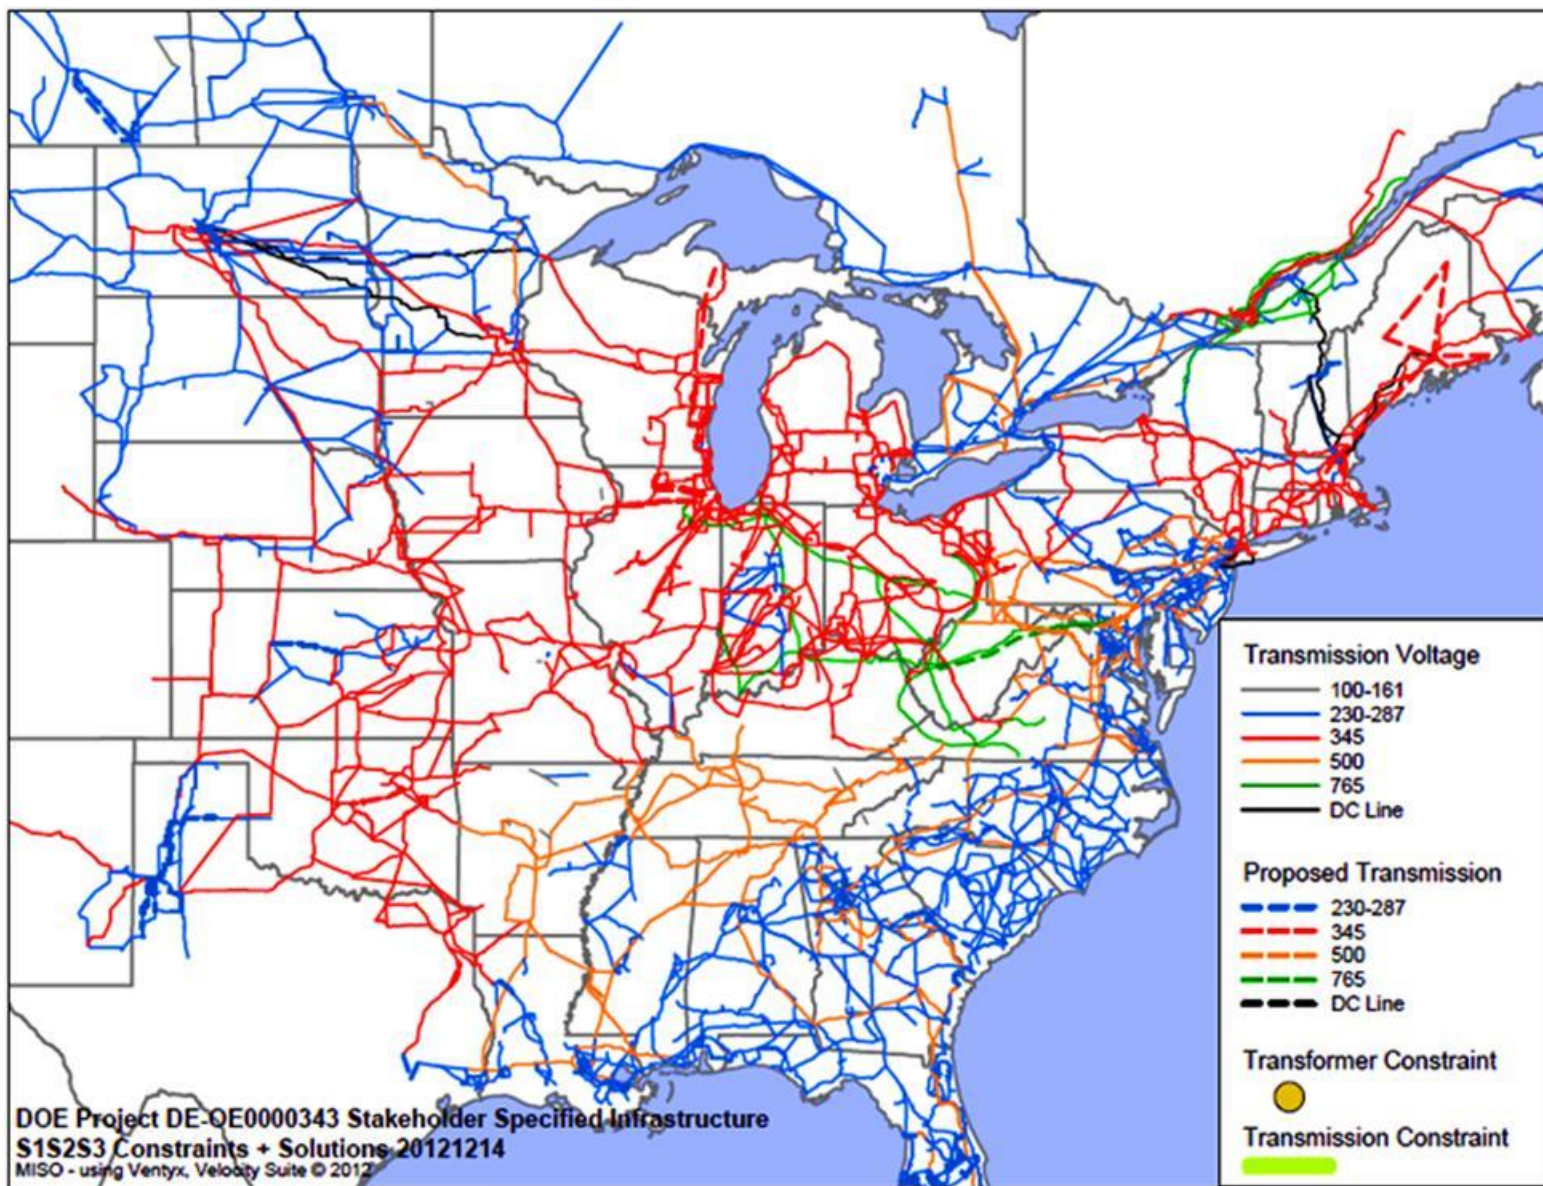 Transmission Voltage
100-161
230-287
345
500
765
DC Line
Proposed Transmission
230-287
345
500
765
DC Line
Transformer Constraint
Transmission Constraint
DOE Project DE-OE0000343 Stakeholder Specified Infrastructure
S1S2S3 Constraints + Solutions 20121214
MISO - using Ventyx, Velocity Suite © 2012